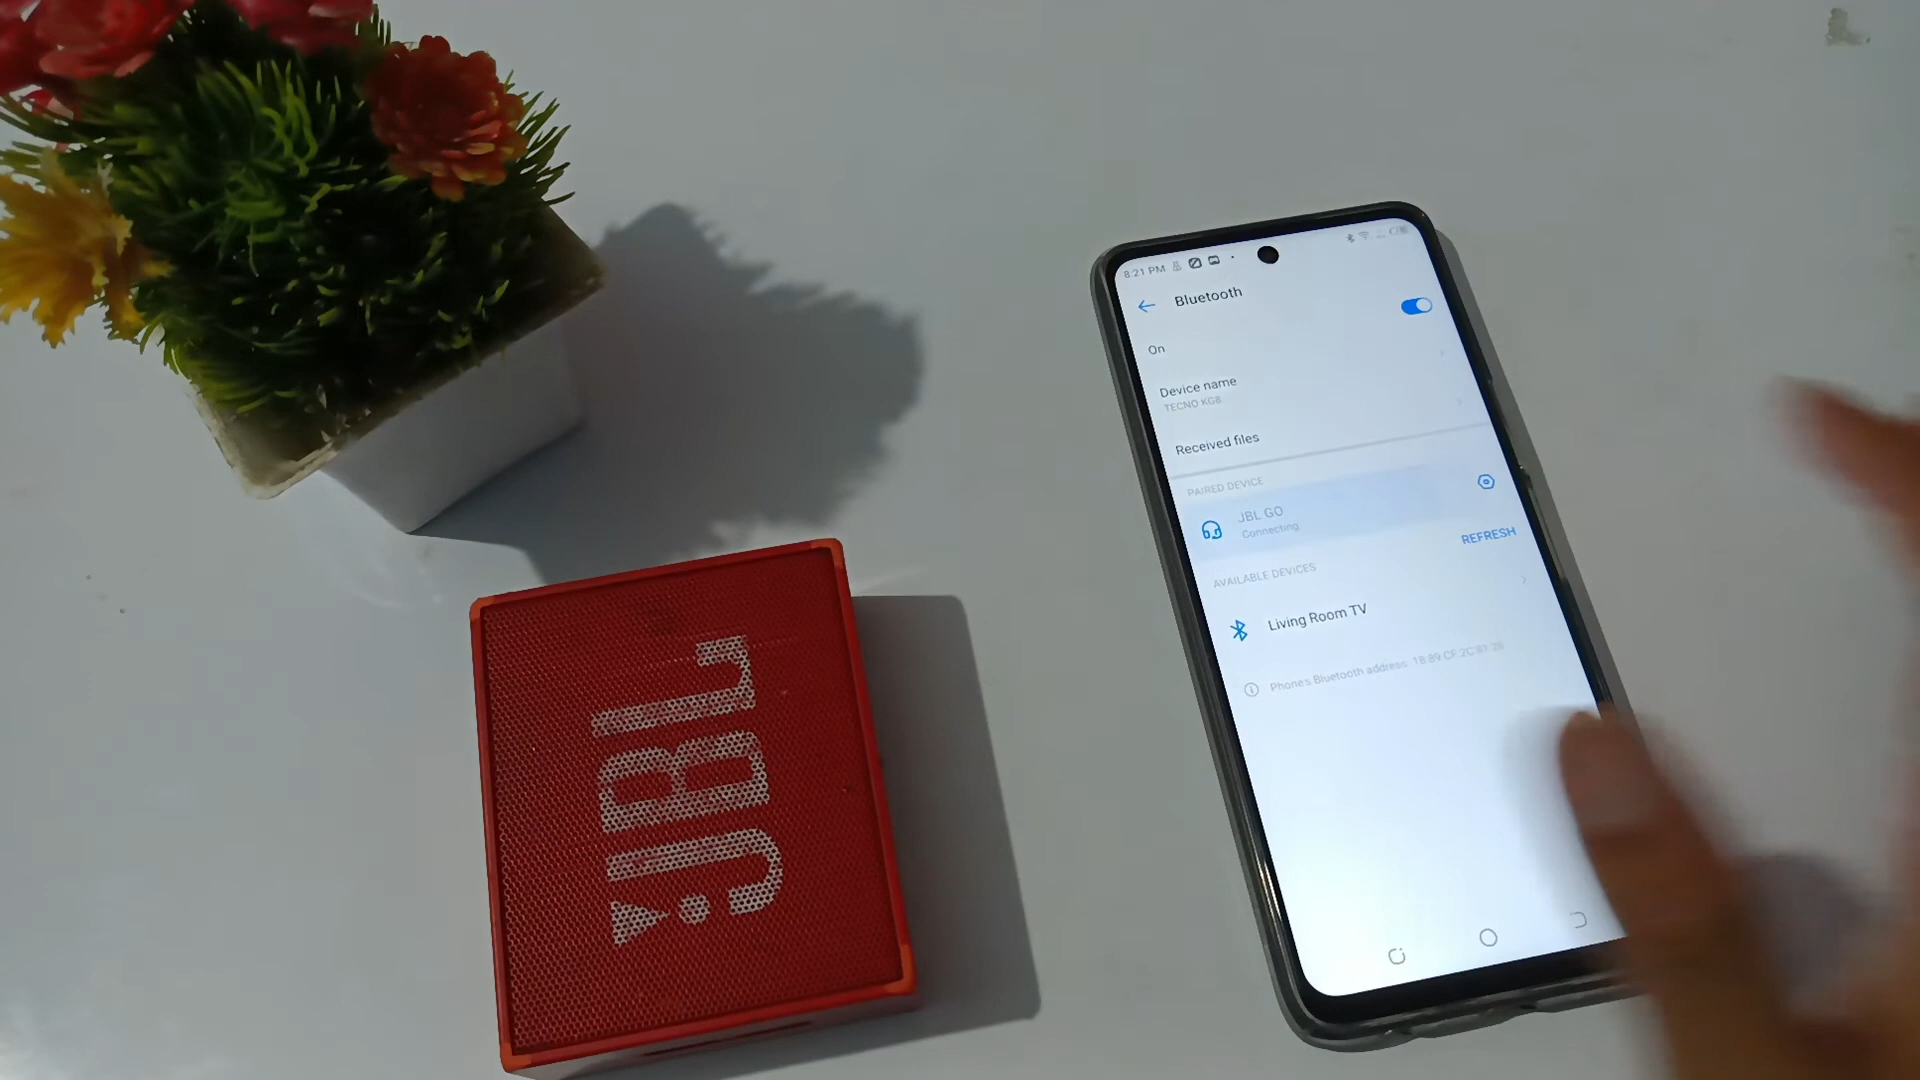 JBL
8:21 PM
Bluetooth
On
Device name
TECNO KG8
Received files
PAIRED DEVICE
JBL GO
Connecting
REFRESH
AVAILABLE DEVICES
Living Room TV
Phone's Bluetooth address: